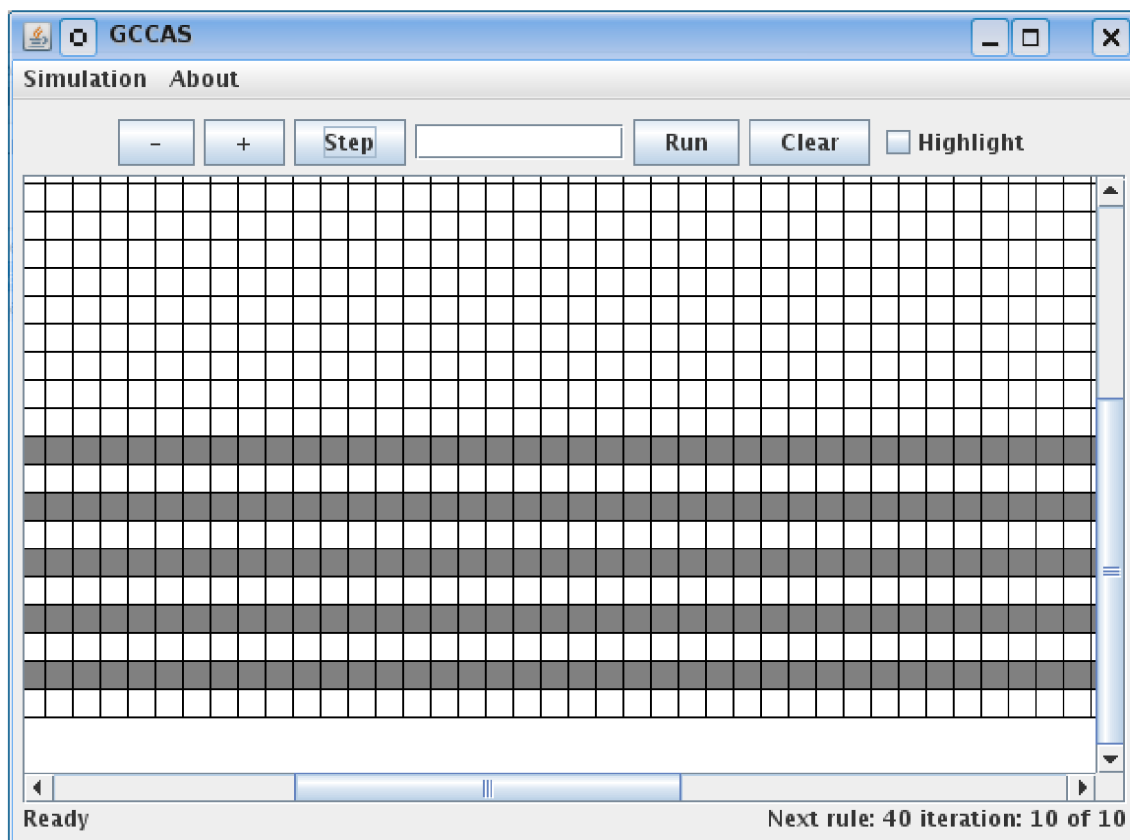 GCCAS
Simulation About
- + Step Run Clear Highlight
Ready Next rule: 40 iteration: 10 of 10